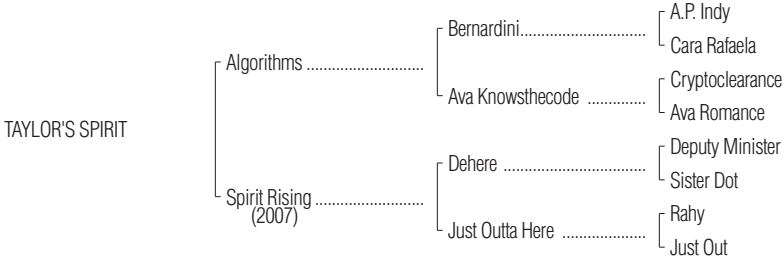 A.P. Indy
Bernardini..............................
Cara Rafaela
Algorithms ............................
Cryptoclearance
Ava Knowsthecode ..............
Ava Romance
TAYLOR'S SPIRIT
Deputy Minister
Dehere ..................................
Sister Dot
Spirit Rising ..........................
(2007)
Rahy
Just Outta Here ....................
Just Out